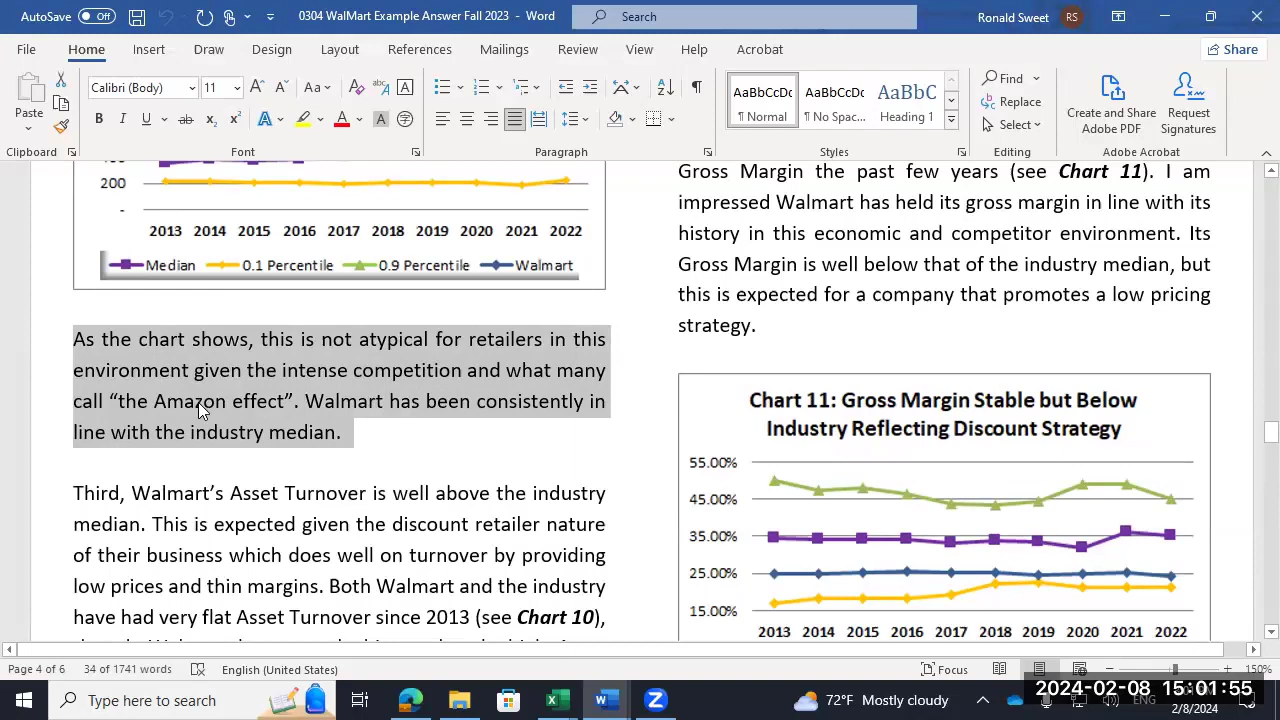 AutoSave Off
0304 WalMart Example Answer Fall 2023 - Word
Search
Ronald Sweet RS
File Home Insert Draw Design Layout References Mailings Review View Help Acrobat
Share
Paste
Calibri (Body) 11
Clipboard
Font
Paragraph
AaBbCcDc AaBbCcDc AaBbC
¶ Normal ¶ No Spac... Heading 1
Styles
Find
Replace
Select
Editing
Create and Share Adobe PDF
Request Signatures
Adobe Acrobat
200
-
2013 2014 2015 2016 2017 2018 2019 2020 2021 2022
Median 0.1 Percentile 0.9 Percentile Walmart
As the chart shows, this is not atypical for retailers in this
environment given the intense competition and what many
call “the Amazon effect”. Walmart has been consistently in
line with the industry median.
Third, Walmart’s Asset Turnover is well above the industry
median. This is expected given the discount retailer nature
of their business which does well on turnover by providing
low prices and thin margins. Both Walmart and the industry
have had very flat Asset Turnover since 2013 (see Chart 10),
Gross Margin the past few years (see Chart 11). I am
impressed Walmart has held its gross margin in line with its
history in this economic and competitor environment. Its
Gross Margin is well below that of the industry median, but
this is expected for a company that promotes a low pricing
strategy.
Chart 11: Gross Margin Stable but Below
Industry Reflecting Discount Strategy
55.00%
45.00%
35.00%
25.00%
15.00%
2013 2014 2015 2016 2017 2018 2019 2020 2021 2022
Page 4 of 6 34 of 1741 words English (United States)
Focus
150%
Type here to search
72°F Mostly cloudy
ENG
2024-02-08 15:01:55
2/8/2024